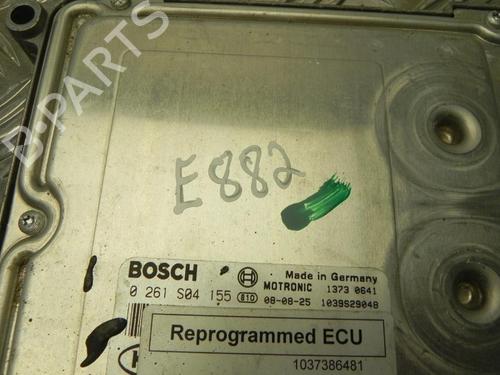 B-PARTS
E882
BOSCH Made in Germany
MOTRONIC 1373 0641
0 261 S04 155 810 08-08-25 1039S29048
Reprogrammed ECU
1037386481